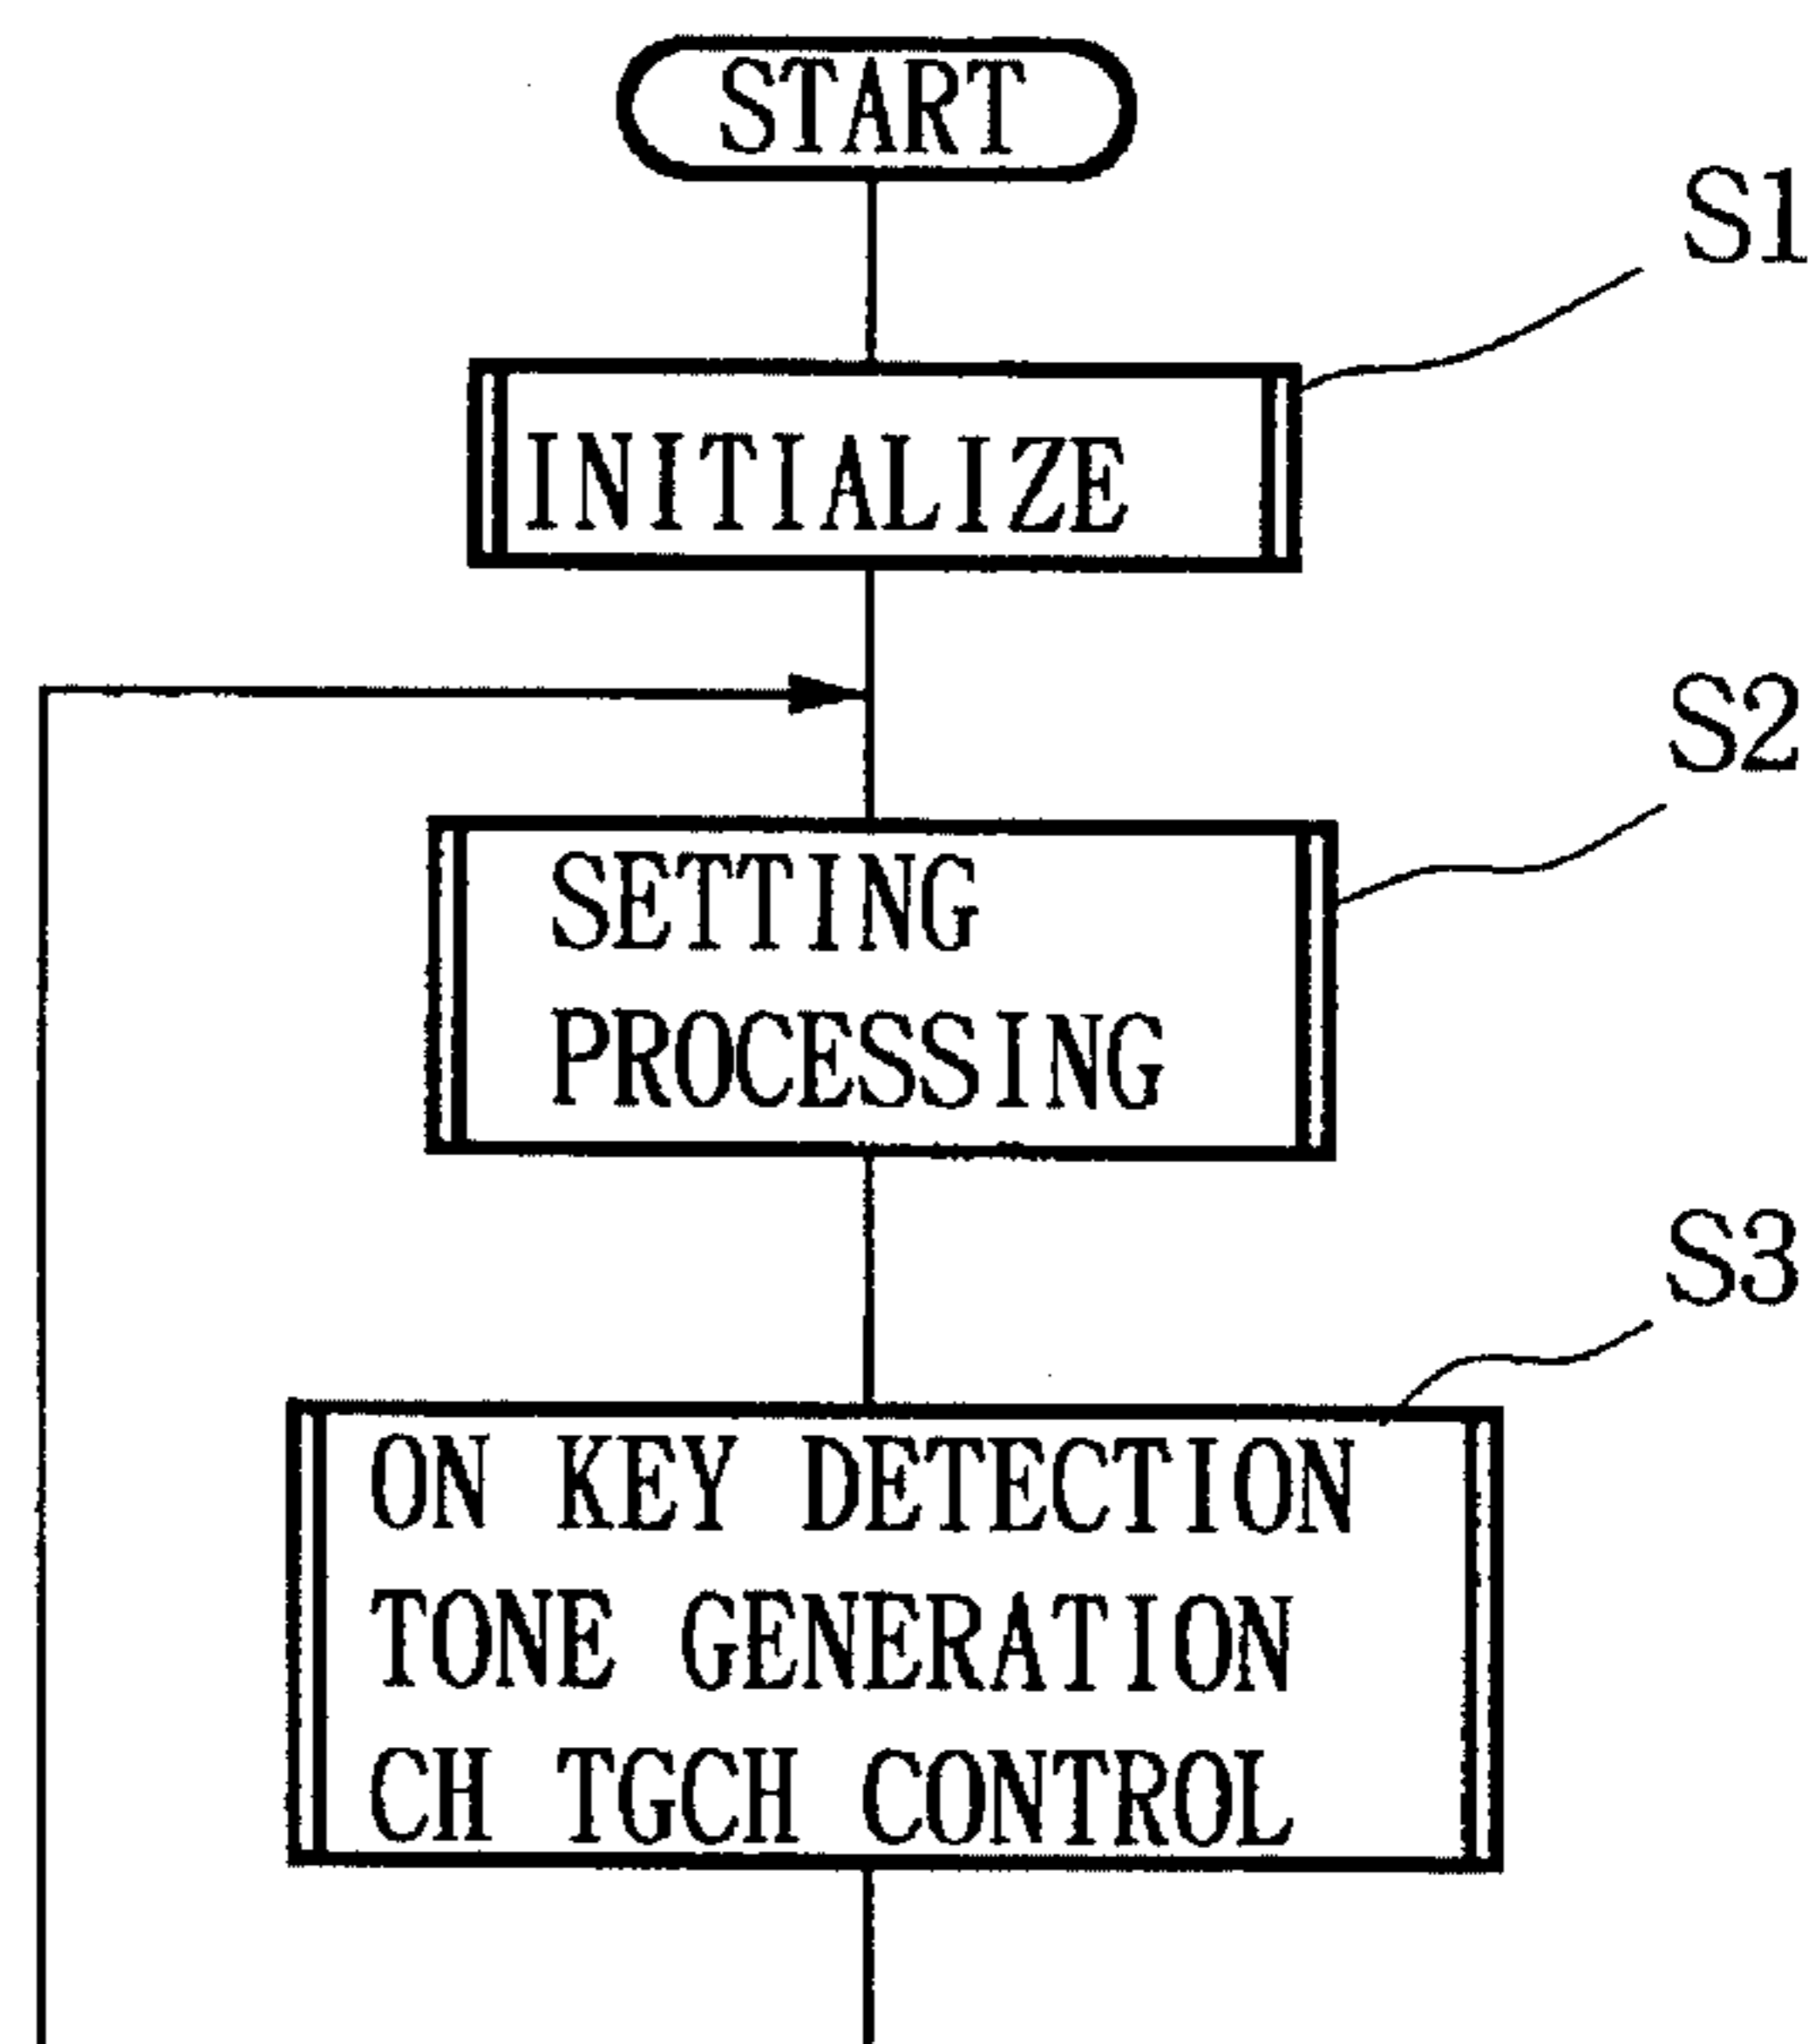 START
S1
INITIALIZE
S2
SETTING
PROCESSING
S3
ON KEY DETECTION
TONE GENERATION
CH TGCH CONTROL